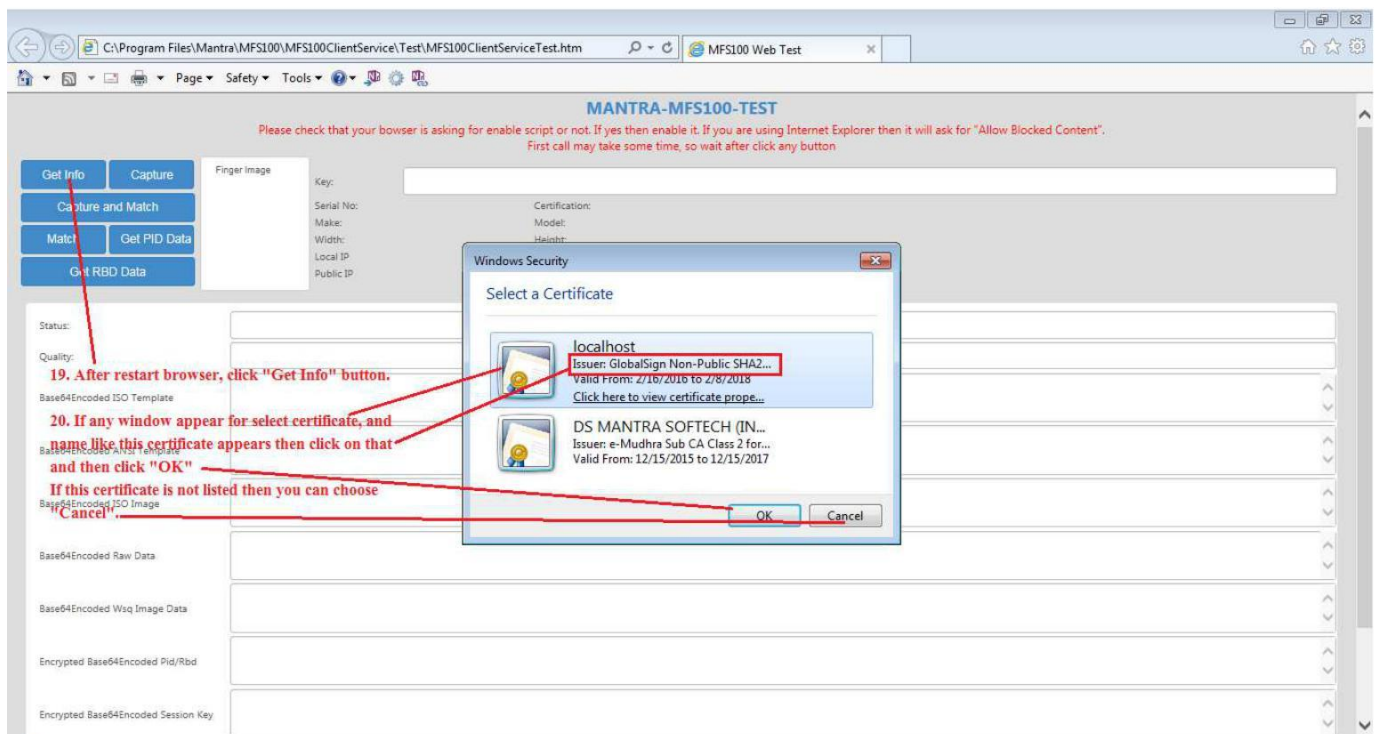 C:\Program Files\Mantra\MFS100\MFS100ClientService\Test\MFS100ClientServiceTest.htm
MFS100 Web Test
Page Safety Tools
MANTRA-MFS100-TEST
Please check that your bowser is asking for enable script or not. If yes then enable it. If you are using Internet Explorer then it will ask for "Allow Blocked Content".
First call may take some time, so wait after click any button
Get Info Capture
Capture and Match
Match Get PID Data
Get RBD Data
Finger Image
Key:
Serial No: Certification:
Make: Model:
Width: Height:
Local IP
Public IP
Windows Security
Select a Certificate
localhost
Issuer: GlobalSign Non-Public SHA2...
Valid From: 2/16/2016 to 2/8/2018
Click here to view certificate prope...
DS MANTRA SOFTECH (IN...
Issuer: e-Mudhra Sub CA Class 2 for...
Valid From: 12/15/2015 to 12/15/2017
OK Cancel
Status:
Quality:
19. After restart browser, click "Get Info" button.
Base64Encoded ISO Template
20. If any window appear for select certificate, and
name like this certificate appears then click on that
Base64Encoded ANSI Template
and then click "OK"
If this certificate is not listed then you can choose
Base64Encoded ISO Image
"Cancel".
Base64Encoded Raw Data
Base64Encoded Wsq Image Data
Encrypted Base64Encoded Pid/Rbd
Encrypted Base64Encoded Session Key